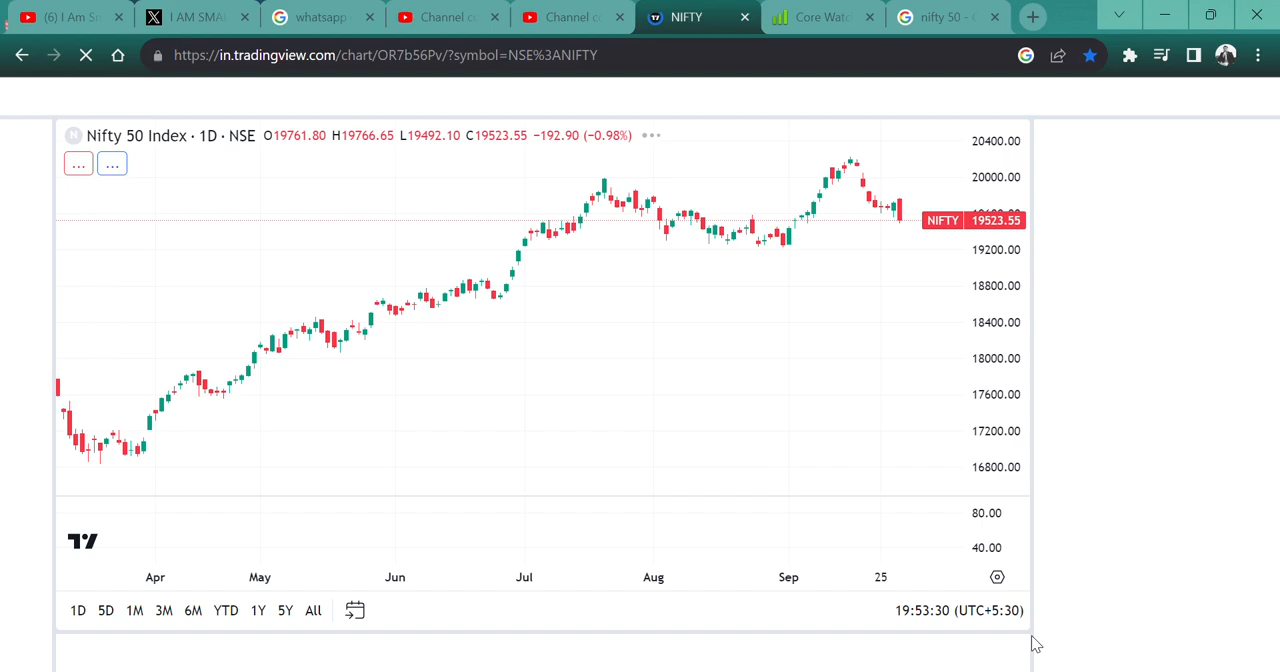 (6) I Am Sm
I AM SMA
whatsapp
Channel c
Channel c
NIFTY
Core Wat
nifty 50 -
https://in.tradingview.com/chart/OR7b56Pv/?symbol=NSE%3ANIFTY
N Nifty 50 Index · 1D · NSE O19761.80 H19766.65 L19492.10 C19523.55 −192.90 (−0.98%)
20400.00
20000.00
NIFTY 19523.55
19200.00
18800.00
18400.00
18000.00
17600.00
17200.00
16800.00
80.00
40.00
Apr May Jun Jul Aug Sep 25
1D 5D 1M 3M 6M YTD 1Y 5Y All 19:53:30 (UTC+5:30)